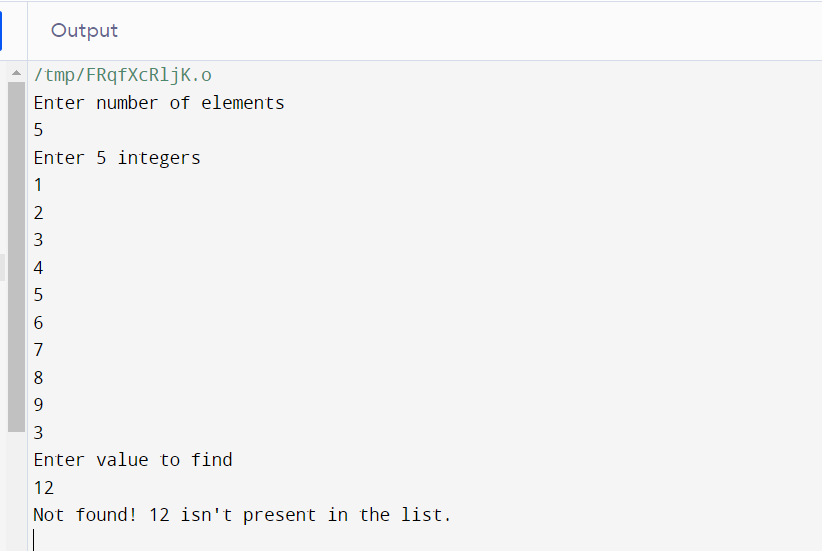 Output
/tmp/FRqfXcRljK.o
Enter number of elements
5
Enter 5 integers
1
2
3
4
5
6
7
8
9
3
Enter value to find
12
Not found! 12 isn't present in the list.